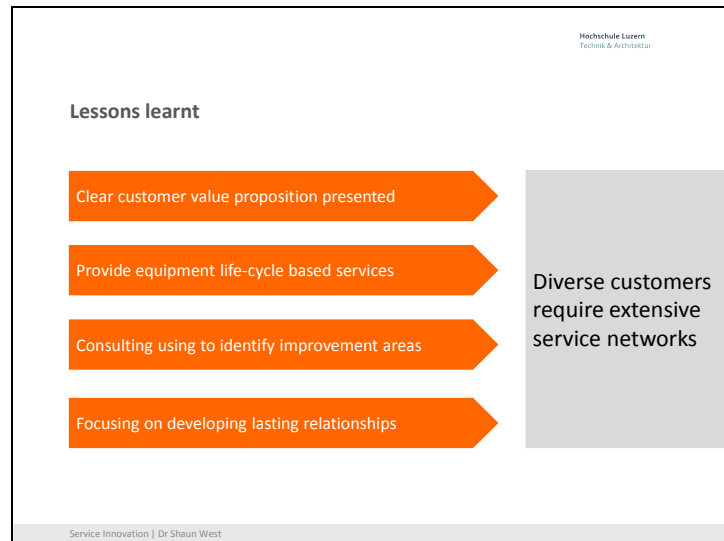 Hochschule Luzern
Technik & Architektur
Lessons learnt
Clear customer value proposition presented
Provide equipment life-cycle based services
Consulting using to identify improvement areas
Focusing on developing lasting relationships
Diverse customers
require extensive
service networks
Service Innovation | Dr Shaun West